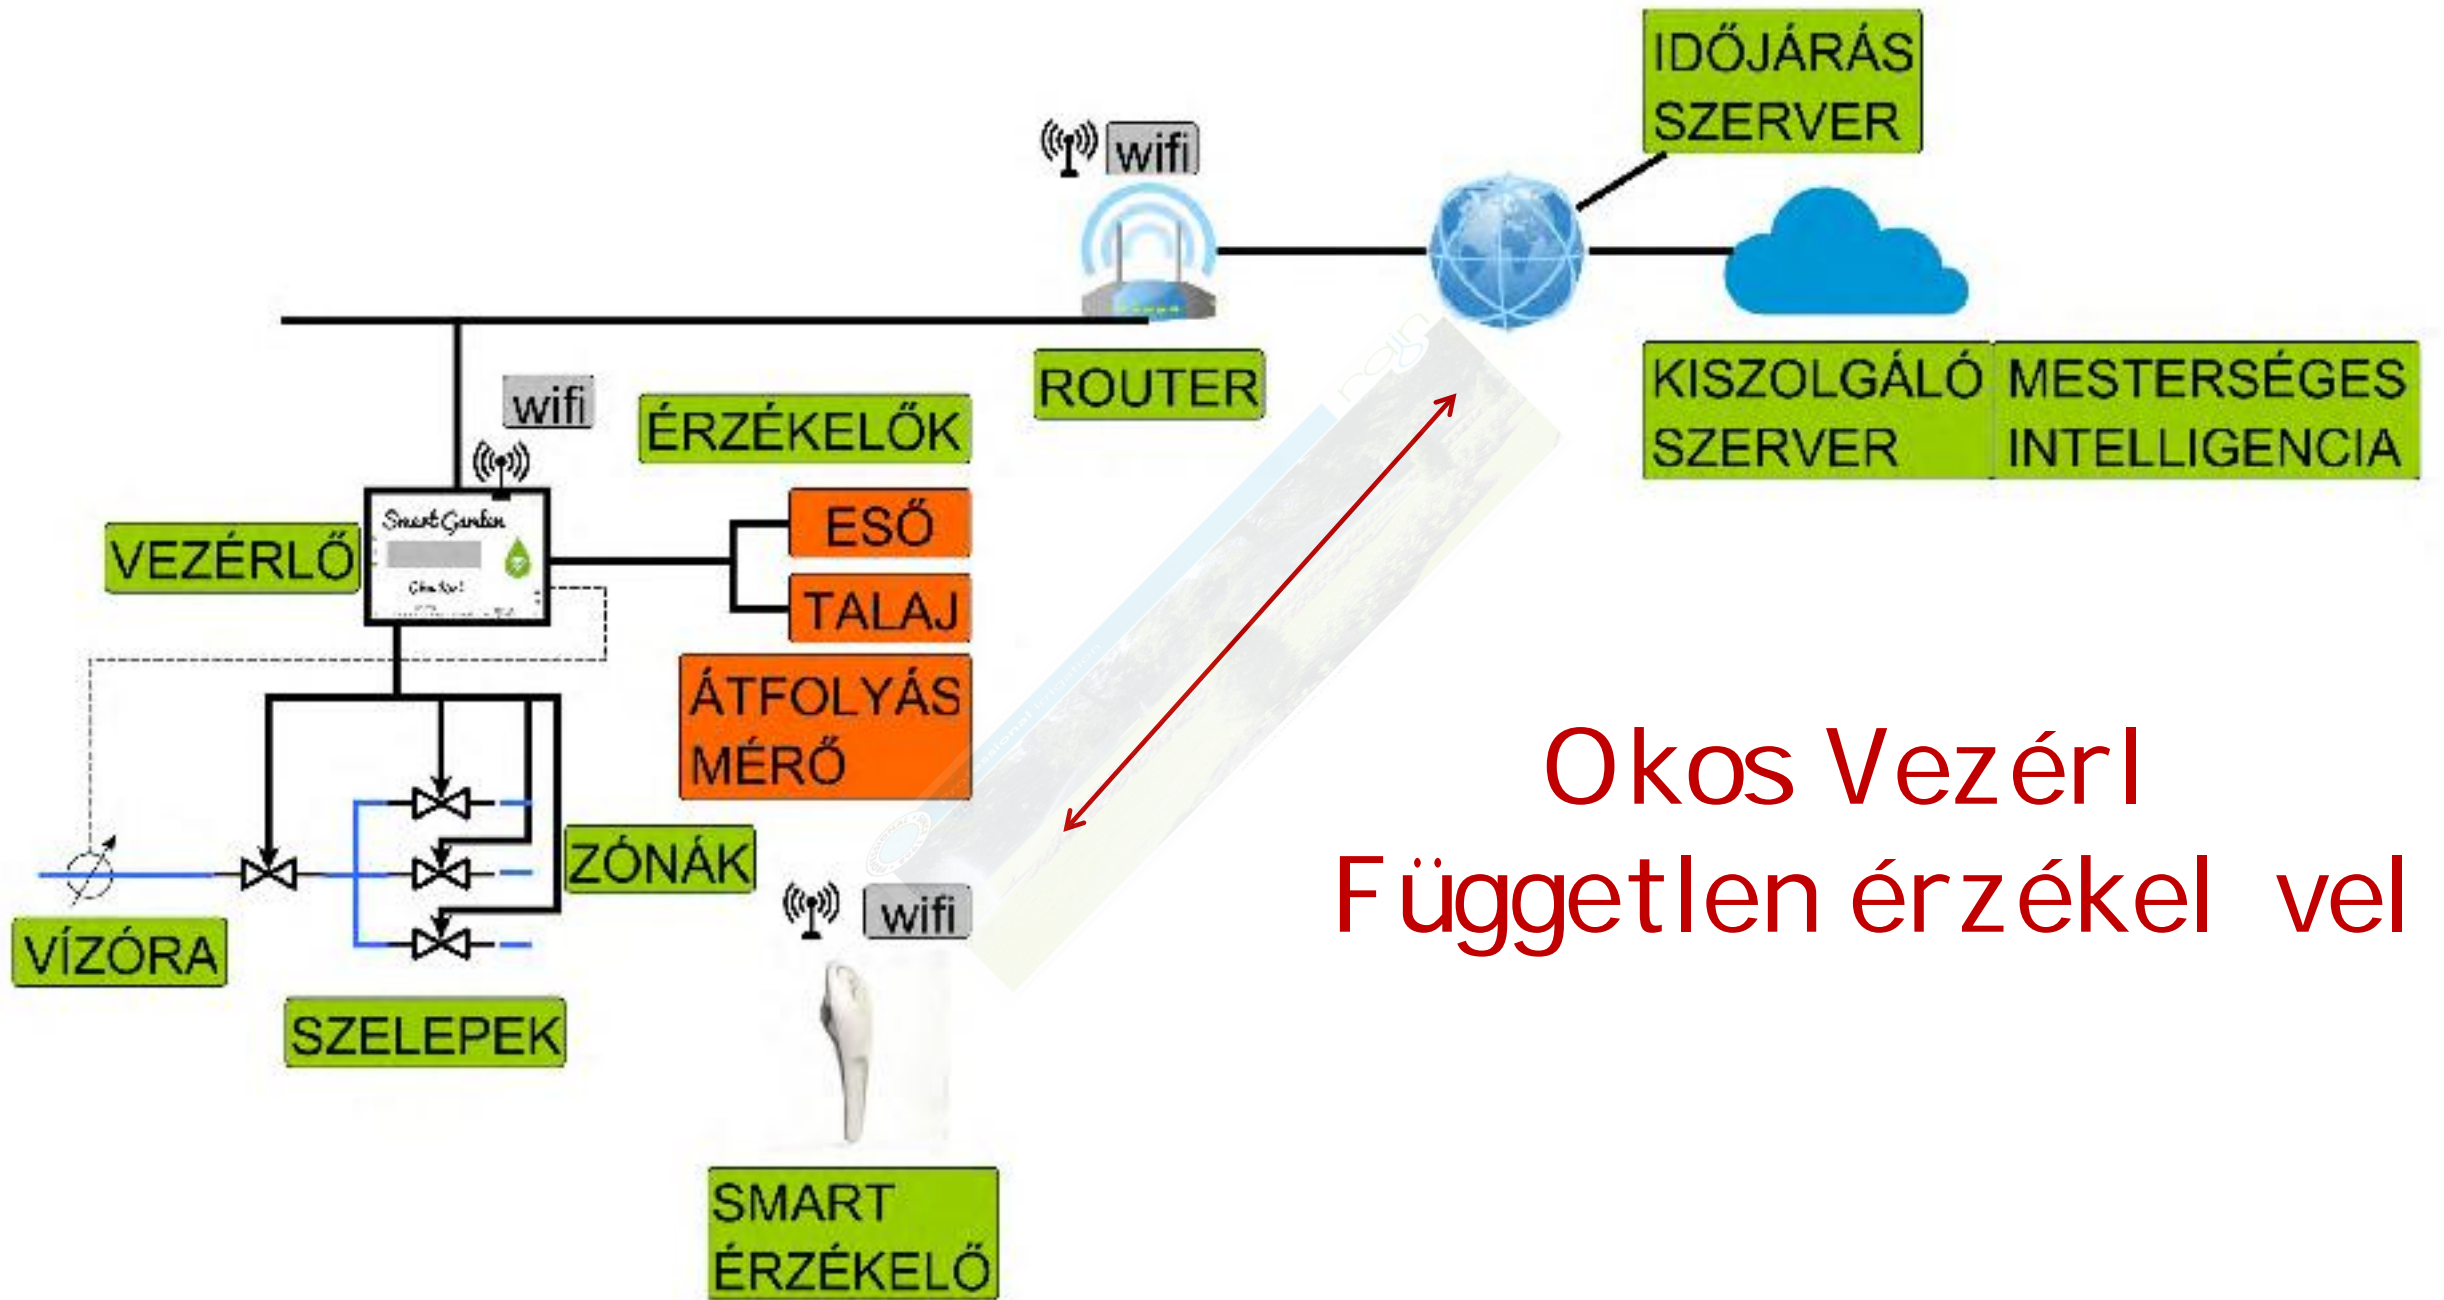 IDŐJÁRÁS
SZERVER
wifi
ROUTER
KISZOLGÁLÓ
SZERVER
MESTERSÉGES
INTELLIGENCIA
wifi
ÉRZÉKELŐK
Smart Garden
VEZÉRLŐ
ESŐ
TALAJ
ÁTFOLYÁS
MÉRŐ
ZÓNÁK
VÍZÓRA
SZELEPEK
wifi
SMART
ÉRZÉKELŐ
Okos Vezérl
Független érzékel vel